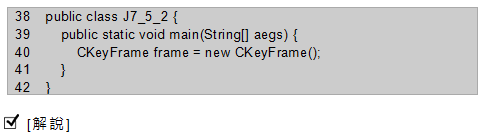 38 public class J7_5_2 {
39 public static void main(String[] aegs) {
40 CKeyFrame frame = new CKeyFrame();
41 }
42 }
[解說]